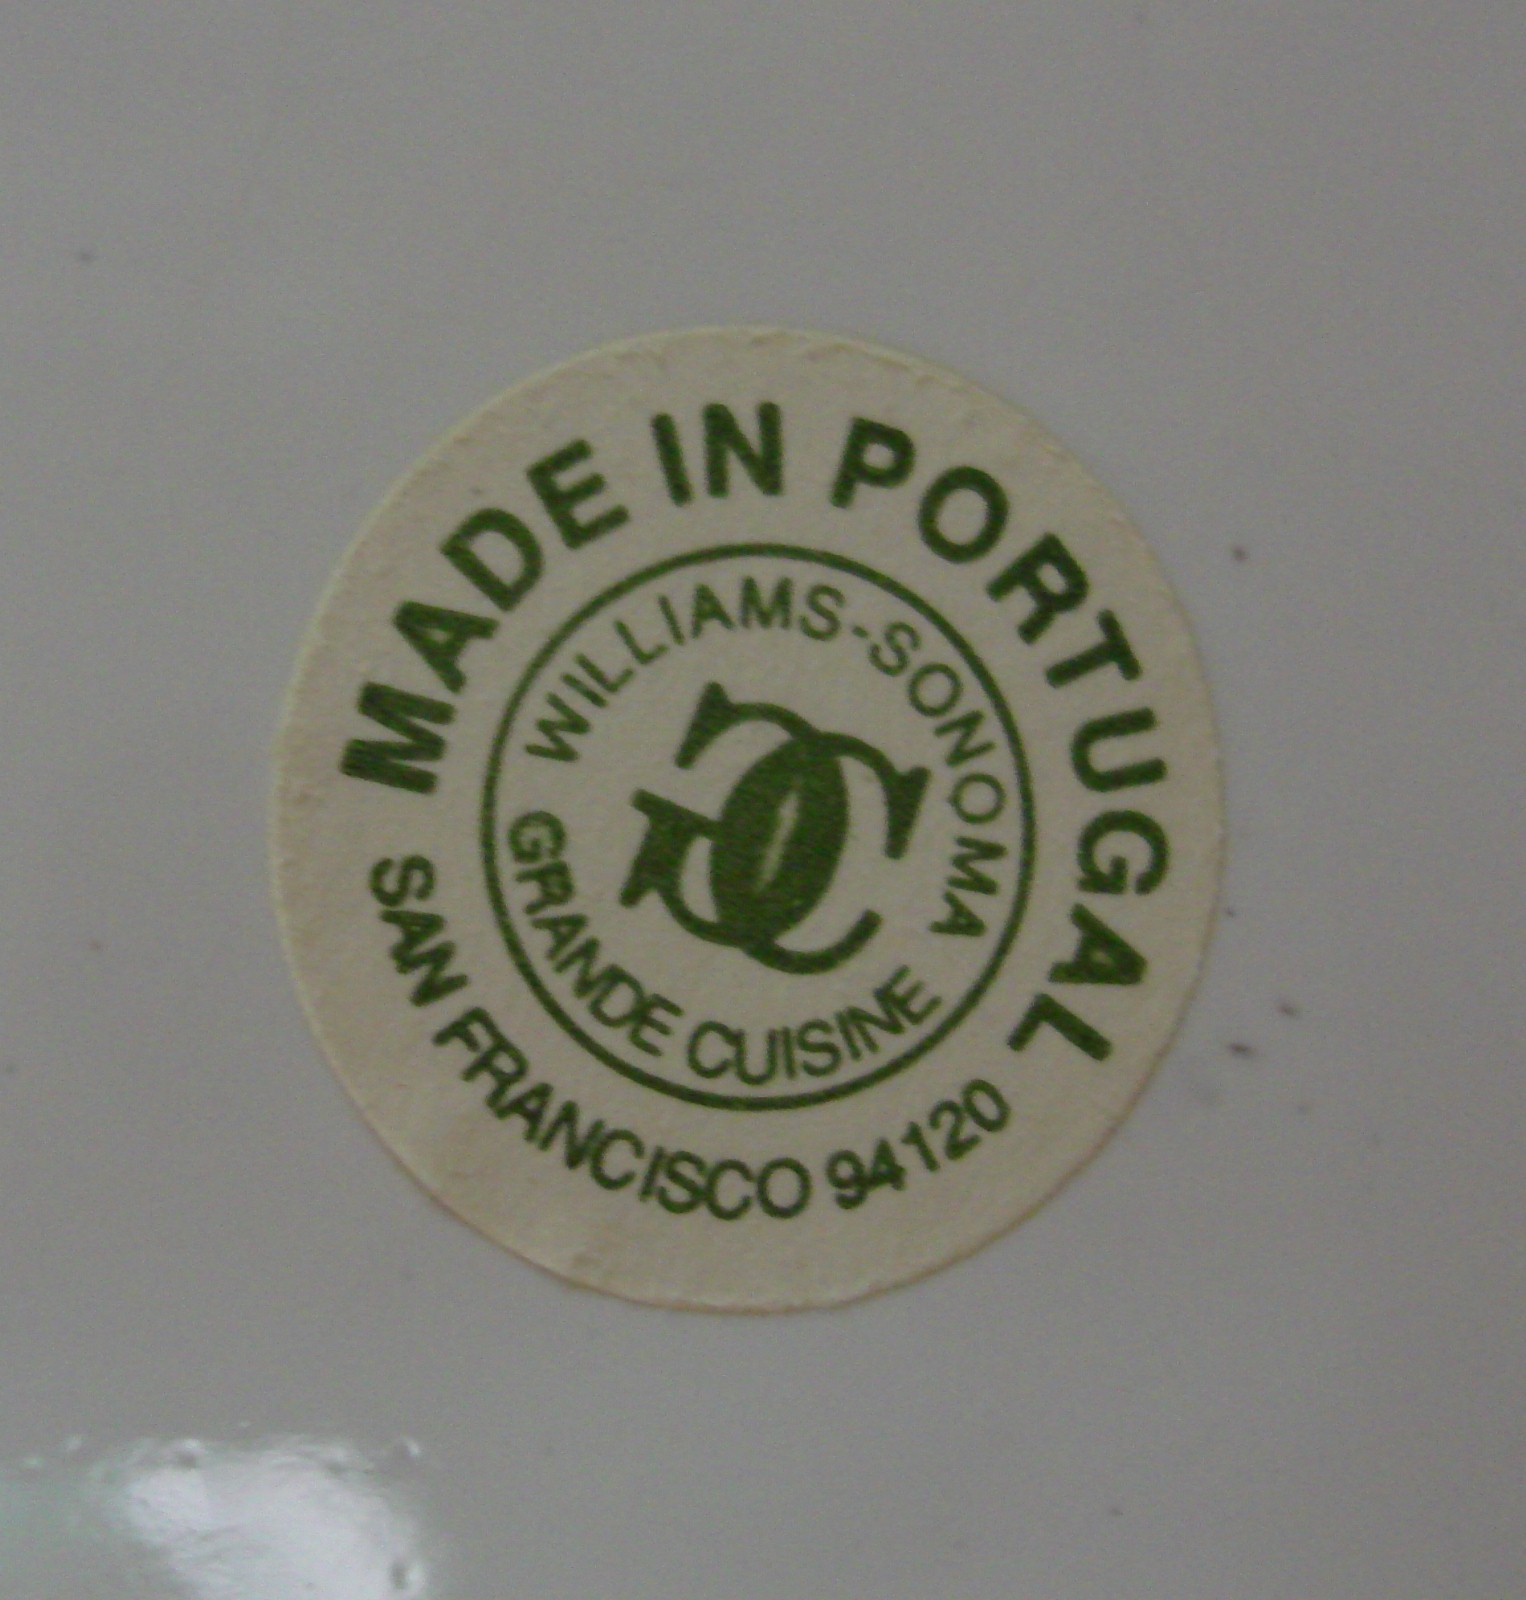 MADE IN PORTUGAL
SAN FRANCISCO 94120
WILLIAMS-SONOMA
GRANDE CUISINE
GC